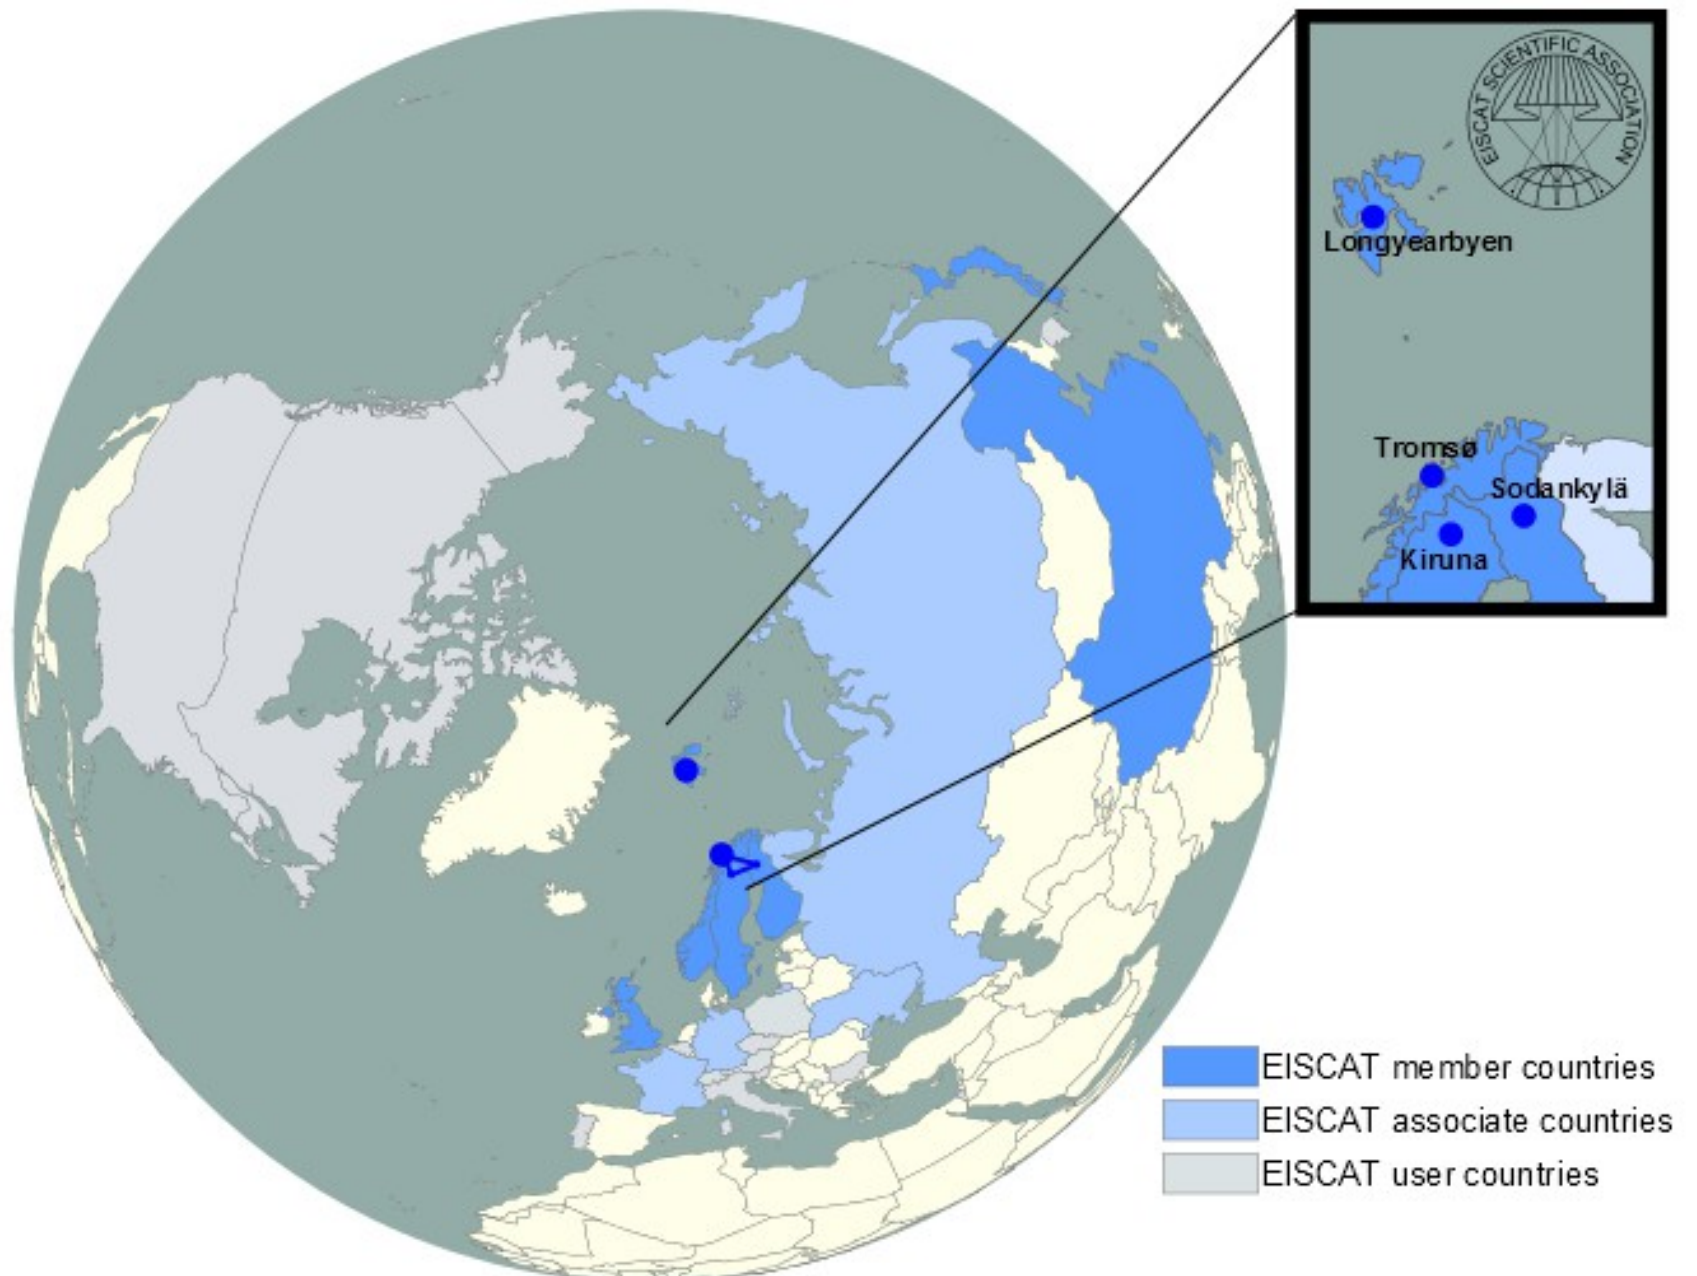 EISCAT SCIENTIFIC ASSOCIATION
Longyearbyen
Tromsø
Sodankylä
Kiruna
EISCAT member countries
EISCAT associate countries
EISCAT user countries